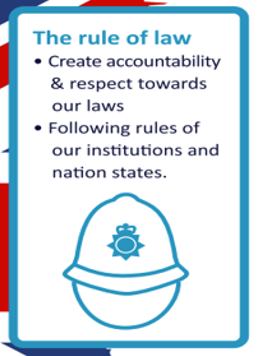 The rule of law
• Create accountability
& respect towards
our laws
• Following rules of
our institutions and
nation states.